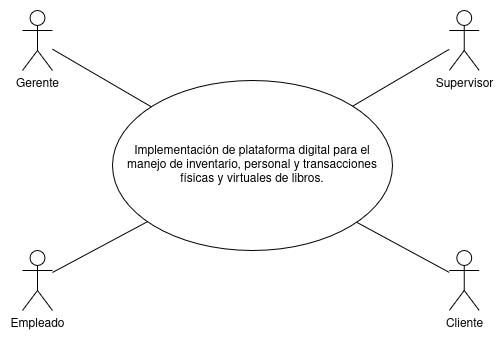 Gerente
Supervisor
Implementación de plataforma digital para el
manejo de inventario, personal y transacciones
físicas y virtuales de libros.
Empleado
Cliente